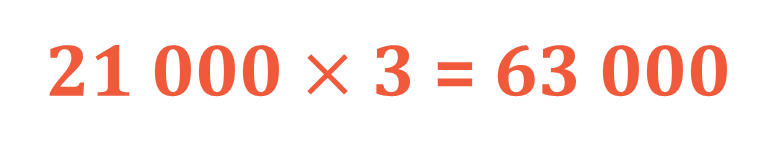 21 000 × 3 = 63 000